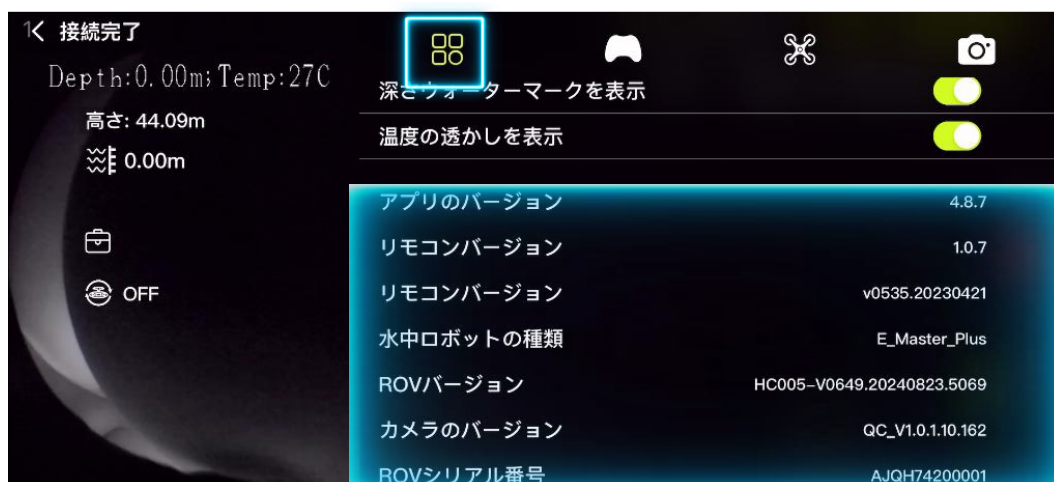 接続完了
Depth:0.00m;Temp:27C
高さ: 44.09m
0.00m
OFF
深さウォーターマークを表示
温度の透かしを表示
アプリのバージョン 4.8.7
リモコンバージョン 1.0.7
リモコンバージョン v0535.20230421
水中ロボットの種類 E_Master_Plus
ROVバージョン HC005-V0649.20240823.5069
カメラのバージョン QC_V1.0.1.10.162
ROVシリアル番号 AJQH74200001